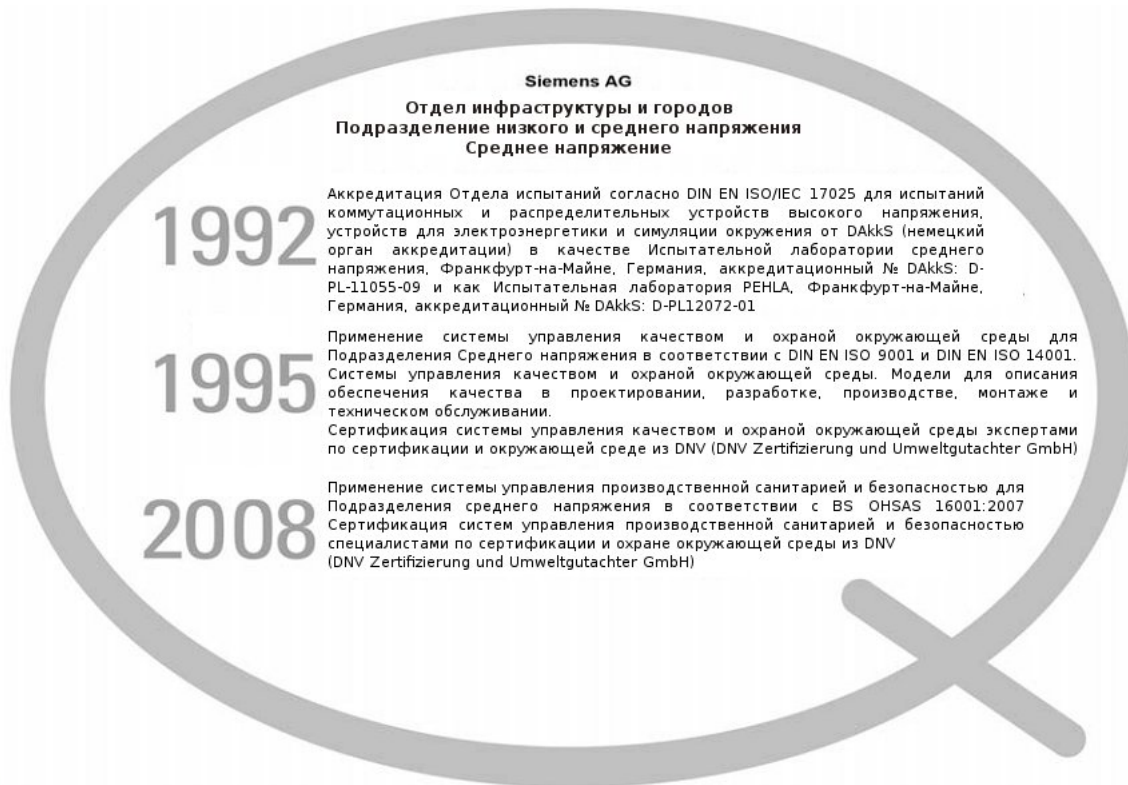 Siemens AG
Отдел инфраструктуры и городов
Подразделение низкого и среднего напряжения
Среднее напряжение
1992
Аккредитация Отдела испытаний согласно DIN EN ISO/IEC 17025 для испытаний
коммутационных и распределительных устройств высокого напряжения,
устройств для электроэнергетики и симуляции окружения от DAkkS (немецкий
орган аккредитации) в качестве Испытательной лаборатории среднего
напряжения, Франкфурт-на-Майне, Германия, аккредитационный № DAkkS: D-
PL-11055-09 и как Испытательная лаборатория PEHLA, Франкфурт-на-Майне,
Германия, аккредитационный № DAkkS: D-PL12072-01
1995
Применение системы управления качеством и охраной окружающей среды для
Подразделения Среднего напряжения в соответствии с DIN EN ISO 9001 и DIN EN ISO 14001.
Системы управления качеством и охраной окружающей среды. Модели для описания
обеспечения качества в проектировании, разработке, производстве, монтаже и
техническом обслуживании.
Сертификация системы управления качеством и охраной окружающей среды экспертами
по сертификации и окружающей среде из DNV (DNV Zertifizierung und Umweltgutachter GmbH)
2008
Применение системы управления производственной санитарией и безопасностью для
Подразделения среднего напряжения в соответствии с BS OHSAS 16001:2007
Сертификация систем управления производственной санитарией и безопасностью
специалистами по сертификации и охране окружающей среды из DNV
(DNV Zertifizierung und Umweltgutachter GmbH)